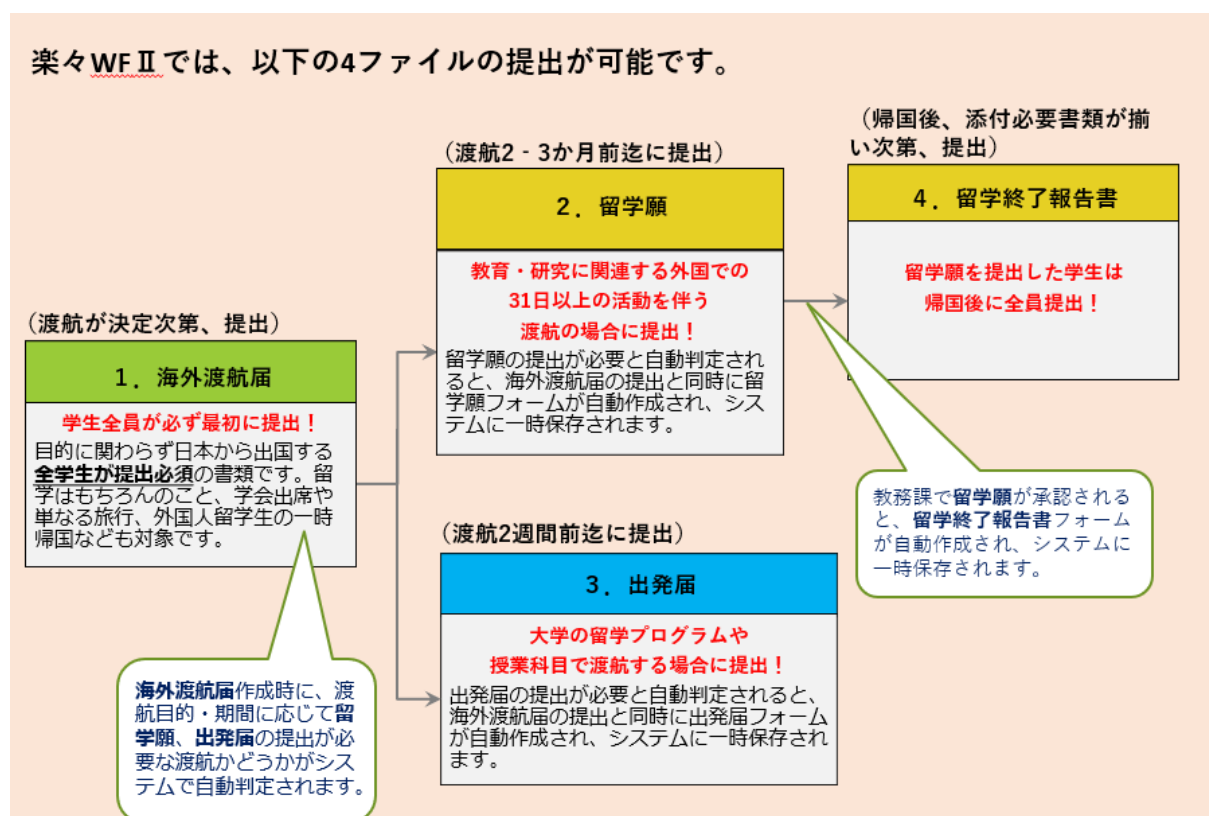 楽々WFⅡでは、以下の4ファイルの提出が可能です。
（渡航が決定次第、提出）
１．海外渡航届
学生全員が必ず最初に提出！
目的に関わらず日本から出国する
全学生が提出必須の書類です。留
学はもちろんのこと、学会出席や
単なる旅行、外国人留学生の一時
帰国なども対象です。
海外渡航届作成時に、渡
航目的・期間に応じて留
学願、出発届の提出が必
要な渡航かどうかがシス
テムで自動判定されます。
（渡航2‐3か月前迄に提出）
２．留学願
教育・研究に関連する外国での
31日以上の活動を伴う
渡航の場合に提出！
留学願の提出が必要と自動判定され
ると、海外渡航届の提出と同時に留
学願フォームが自動作成され、シス
テムに一時保存されます。
（渡航2週間前迄に提出）
３．出発届
大学の留学プログラムや
授業科目で渡航する場合に提出！
出発届の提出が必要と自動判定されると、
海外渡航届の提出と同時に出発届フォーム
が自動作成され、システムに一時保存され
ます。
（帰国後、添付必要書類が揃
い次第、提出）
４．留学終了報告書
留学願を提出した学生は
帰国後に全員提出！
教務課で留学願が承認される
と、留学終了報告書フォーム
が自動作成され、システムに
一時保存されます。